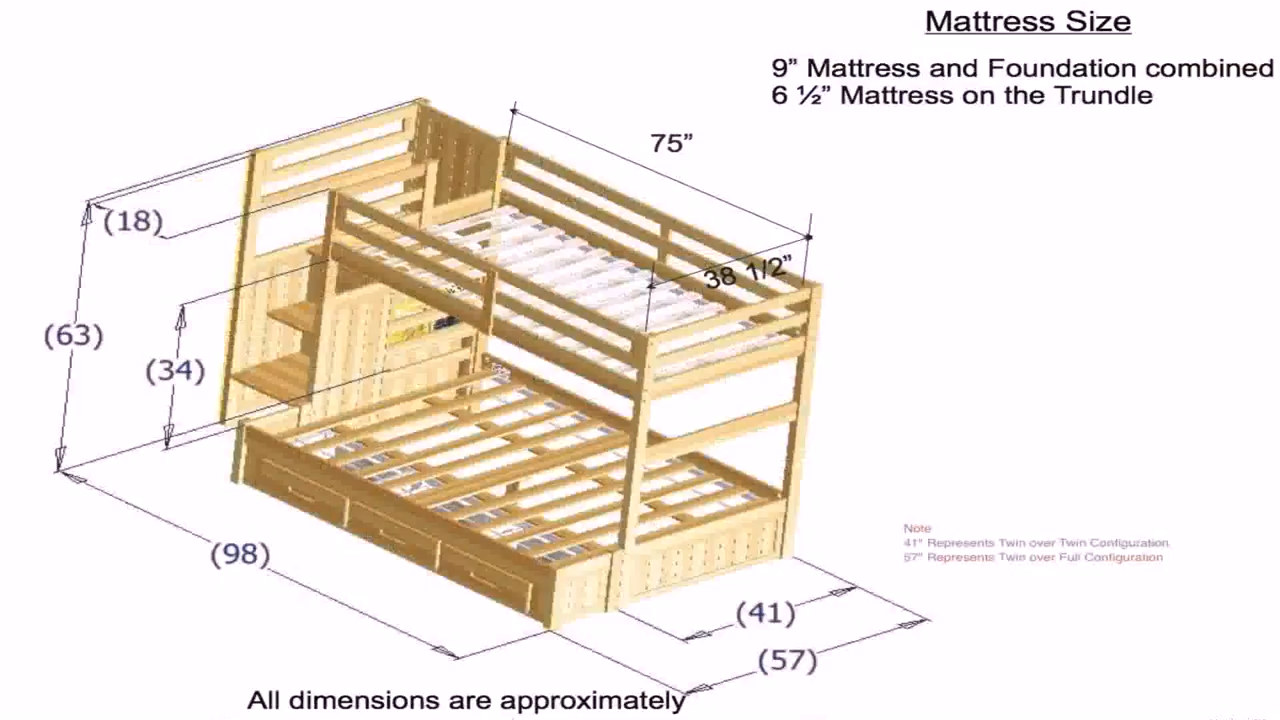 Mattress Size
9” Mattress and Foundation combined
6 ½” Mattress on the Trundle
75”
(18)
38 1/2”
(63)
(34)
Note
41" Represents Twin over Twin Configuration
57" Represents Twin over Full Configuration
(98)
(41)
(57)
All dimensions are approximately